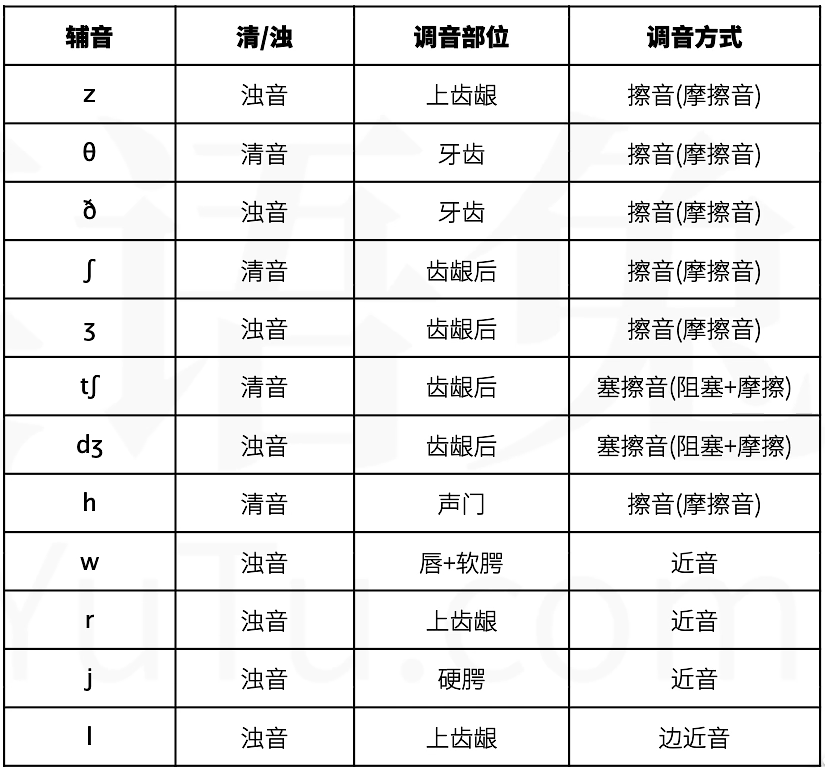 辅音 清/浊 调音部位 调音方式
z 浊音 上齿龈 擦音(摩擦音)
θ 清音 牙齿 擦音(摩擦音)
ð 浊音 牙齿 擦音(摩擦音)
ʃ 清音 齿龈后 擦音(摩擦音)
ʒ 浊音 齿龈后 擦音(摩擦音)
tʃ 清音 齿龈后 塞擦音(阻塞+摩擦)
dʒ 浊音 齿龈后 塞擦音(阻塞+摩擦)
h 清音 声门 擦音(摩擦音)
w 浊音 唇+软腭 近音
r 浊音 上齿龈 近音
j 浊音 硬腭 近音
l 浊音 上齿龈 边近音
语兔
YuTu.com